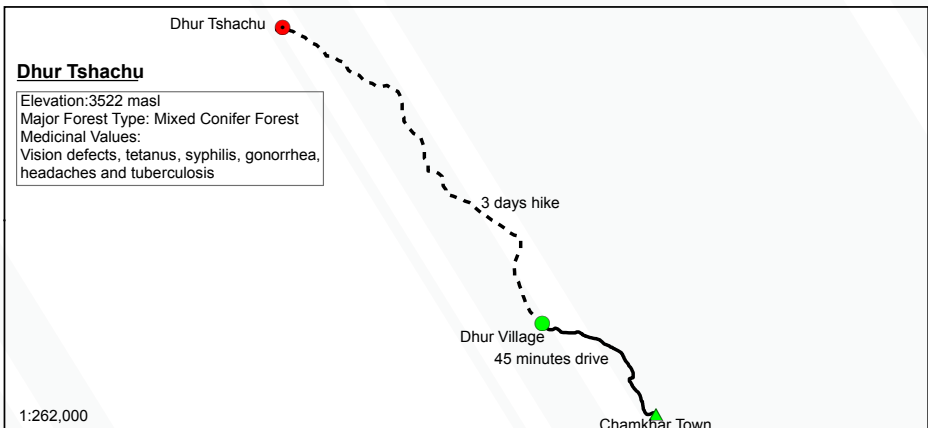 Dhur Tshachu
Dhur Tshachu
Elevation:3522 masl
Major Forest Type: Mixed Conifer Forest
Medicinal Values:
Vision defects, tetanus, syphilis, gonorrhea,
headaches and tuberculosis
3 days hike
Dhur Village
45 minutes drive
1:262,000
Chamkhar Town